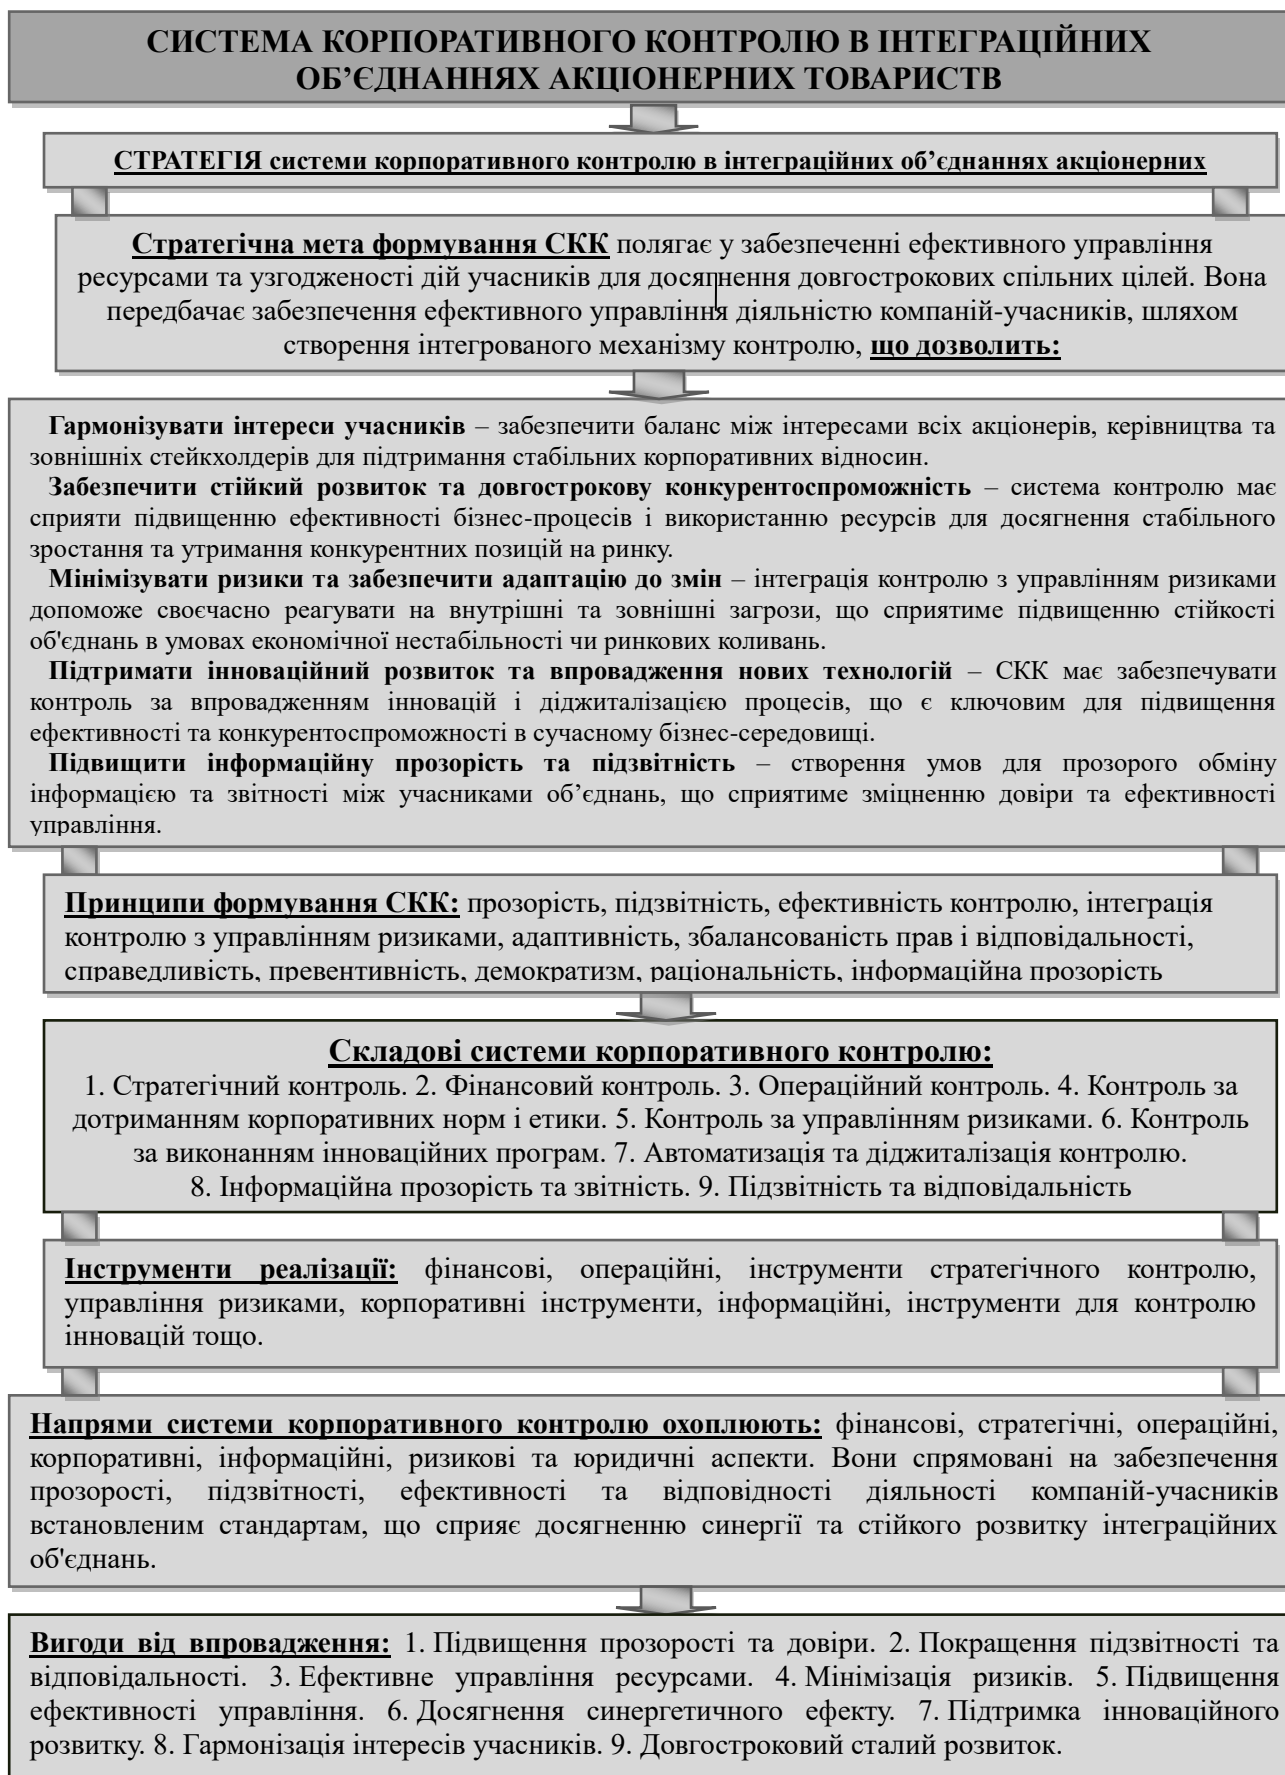 СИСТЕМА КОРПОРАТИВНОГО КОНТРОЛЮ В ІНТЕГРАЦІЙНИХ
ОБ’ЄДНАННЯХ АКЦІОНЕРНИХ ТОВАРИСТВ
СТРАТЕГІЯ системи корпоративного контролю в інтеграційних об’єднаннях акціонерних
Стратегічна мета формування СКК полягає у забезпеченні ефективного управління
ресурсами та узгодженості дій учасників для досягнення довгострокових спільних цілей. Вона
передбачає забезпечення ефективного управління діяльністю компаній-учасників, шляхом
створення інтегрованого механізму контролю, що дозволить:
Гармонізувати інтереси учасників – забезпечити баланс між інтересами всіх акціонерів, керівництва та
зовнішніх стейкхолдерів для підтримання стабільних корпоративних відносин.
Забезпечити стійкий розвиток та довгострокову конкурентоспроможність – система контролю має
сприяти підвищенню ефективності бізнес-процесів і використанню ресурсів для досягнення стабільного
зростання та утримання конкурентних позицій на ринку.
Мінімізувати ризики та забезпечити адаптацію до змін – інтеграція контролю з управлінням ризиками
допоможе своєчасно реагувати на внутрішні та зовнішні загрози, що сприятиме підвищенню стійкості
об'єднань в умовах економічної нестабільності чи ринкових коливань.
Підтримати інноваційний розвиток та впровадження нових технологій – СКК має забезпечувати
контроль за впровадженням інновацій і діджиталізацією процесів, що є ключовим для підвищення
ефективності та конкурентоспроможності в сучасному бізнес-середовищі.
Підвищити інформаційну прозорість та підзвітність – створення умов для прозорого обміну
інформацією та звітності між учасниками об’єднань, що сприятиме зміцненню довіри та ефективності
управління.
Принципи формування СКК: прозорість, підзвітність, ефективність контролю, інтеграція
контролю з управлінням ризиками, адаптивність, збалансованість прав і відповідальності,
справедливість, превентивність, демократизм, раціональність, інформаційна прозорість
Складові системи корпоративного контролю:
1. Стратегічний контроль. 2. Фінансовий контроль. 3. Операційний контроль. 4. Контроль за
дотриманням корпоративних норм і етики. 5. Контроль за управлінням ризиками. 6. Контроль
за виконанням інноваційних програм. 7. Автоматизація та діджиталізація контролю.
8. Інформаційна прозорість та звітність. 9. Підзвітність та відповідальність
Інструменти реалізації: фінансові, операційні, інструменти стратегічного контролю,
управління ризиками, корпоративні інструменти, інформаційні, інструменти для контролю
інновацій тощо.
Напрями системи корпоративного контролю охоплюють: фінансові, стратегічні, операційні,
корпоративні, інформаційні, ризикові та юридичні аспекти. Вони спрямовані на забезпечення
прозорості, підзвітності, ефективності та відповідності діяльності компаній-учасників
встановленим стандартам, що сприяє досягненню синергії та стійкого розвитку інтеграційних
об'єднань.
Вигоди від впровадження: 1. Підвищення прозорості та довіри. 2. Покращення підзвітності та
відповідальності. 3. Ефективне управління ресурсами. 4. Мінімізація ризиків. 5. Підвищення
ефективності управління. 6. Досягнення синергетичного ефекту. 7. Підтримка інноваційного
розвитку. 8. Гармонізація інтересів учасників. 9. Довгостроковий сталий розвиток.